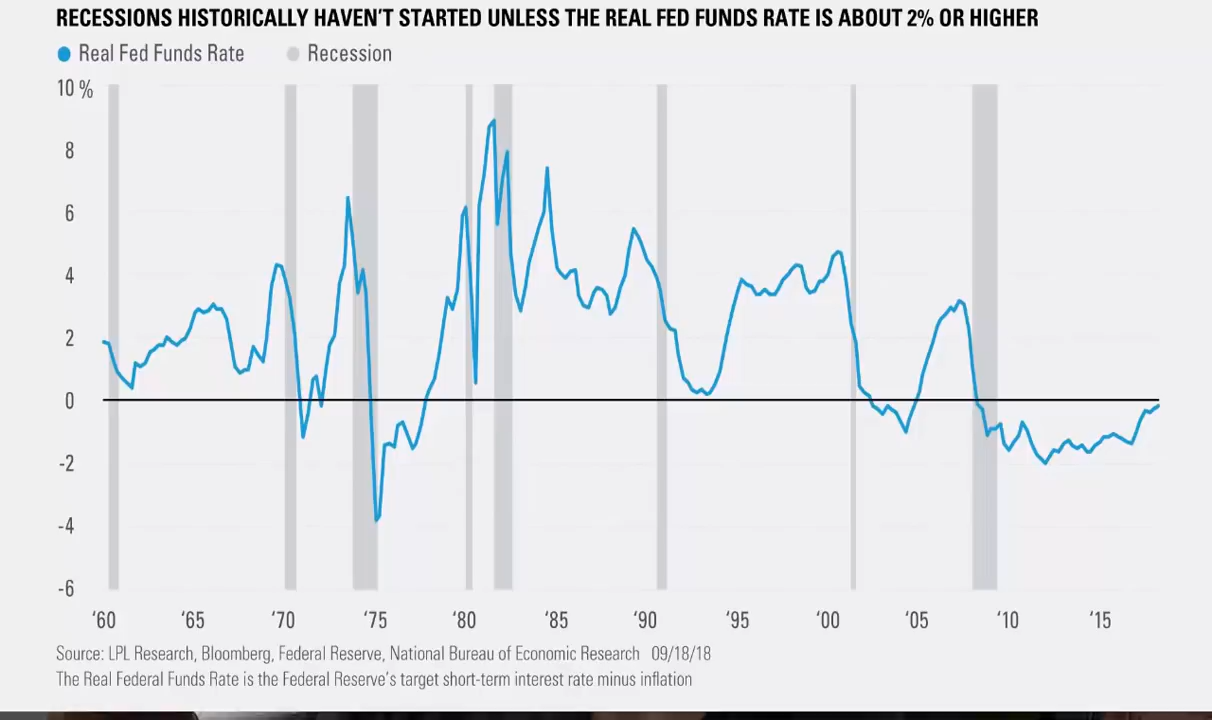 RECESSIONS HISTORICALLY HAVEN'T STARTED UNLESS THE REAL FED FUNDS RATE IS ABOUT 2% OR HIGHER
Real Fed Funds Rate Recession
10 %
8
6
4
2
0
-2
-4
-6
'60 '65 '70 '75 '80 '85 '90 '95 '00 '05 '10 '15
Source: LPL Research, Bloomberg, Federal Reserve, National Bureau of Economic Research 09/18/18
The Real Federal Funds Rate is the Federal Reserve's target short-term interest rate minus inflation